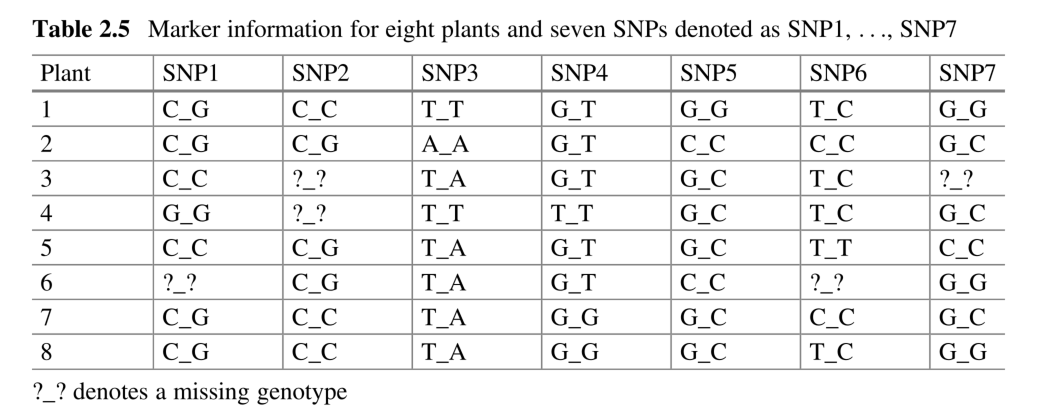 Table 2.5 Marker information for eight plants and seven SNPs denoted as SNP1, . . ., SNP7
Plant SNP1 SNP2 SNP3 SNP4 SNP5 SNP6 SNP7
1 C_G C_C T_T G_T G_G T_C G_G
2 C_G C_G A_A G_T C_C C_C G_C
3 C_C ?_? T_A G_T G_C T_C ?_?
4 G_G ?_? T_T T_T G_C T_C G_C
5 C_C C_G T_A G_T G_C T_T C_C
6 ?_? C_G T_A G_T C_C ?_? G_G
7 C_G C_C T_A G_G G_C C_C G_C
8 C_G C_C T_A G_G G_C T_C G_G
?_? denotes a missing genotype